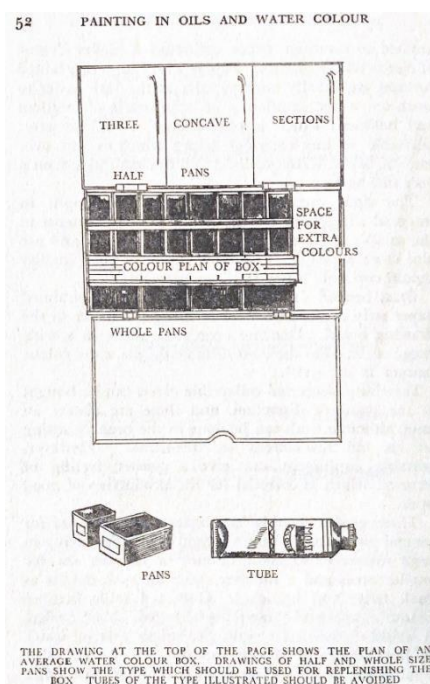 52 PAINTING IN OILS AND WATER COLOUR
THREE CONCAVE SECTIONS
HALF PANS
SPACE
FOR
EXTRA
COLOURS
COLOUR PLAN OF BOX
WHOLE PANS
PANS TUBE
THE DRAWING AT THE TOP OF THE PAGE SHOWS THE PLAN OF AN
AVERAGE WATER COLOUR BOX. DRAWINGS OF HALF AND WHOLE SIZE
PANS SHOW THE TYPE WHICH SHOULD BE USED FOR REPLENISHING THE
BOX TUBES OF THE TYPE ILLUSTRATED SHOULD BE AVOIDED